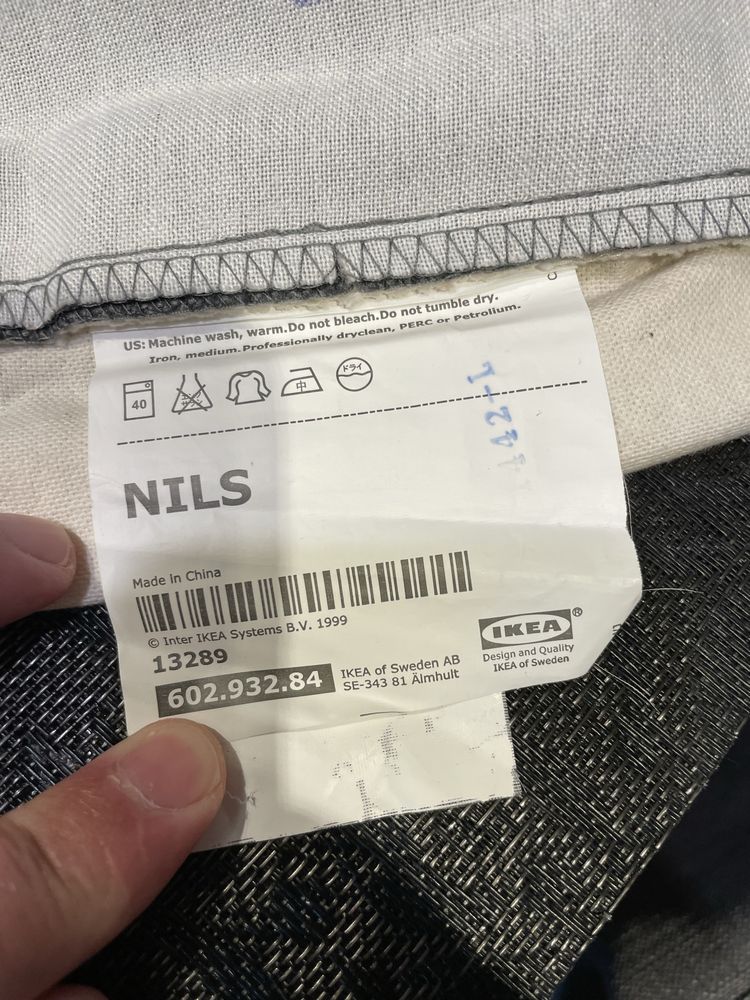 US: Machine wash, warm.Do not bleach.Do not tumble dry.
Iron, medium.Professionally dryclean, PERC or Petrolium.
40
中
ドライ
NILS
Made in China
© Inter IKEA Systems B.V. 1999
13289
602.932.84
IKEA of Sweden AB
SE-343 81 Älmhult
IKEA®
Design and Quality
IKEA of Sweden